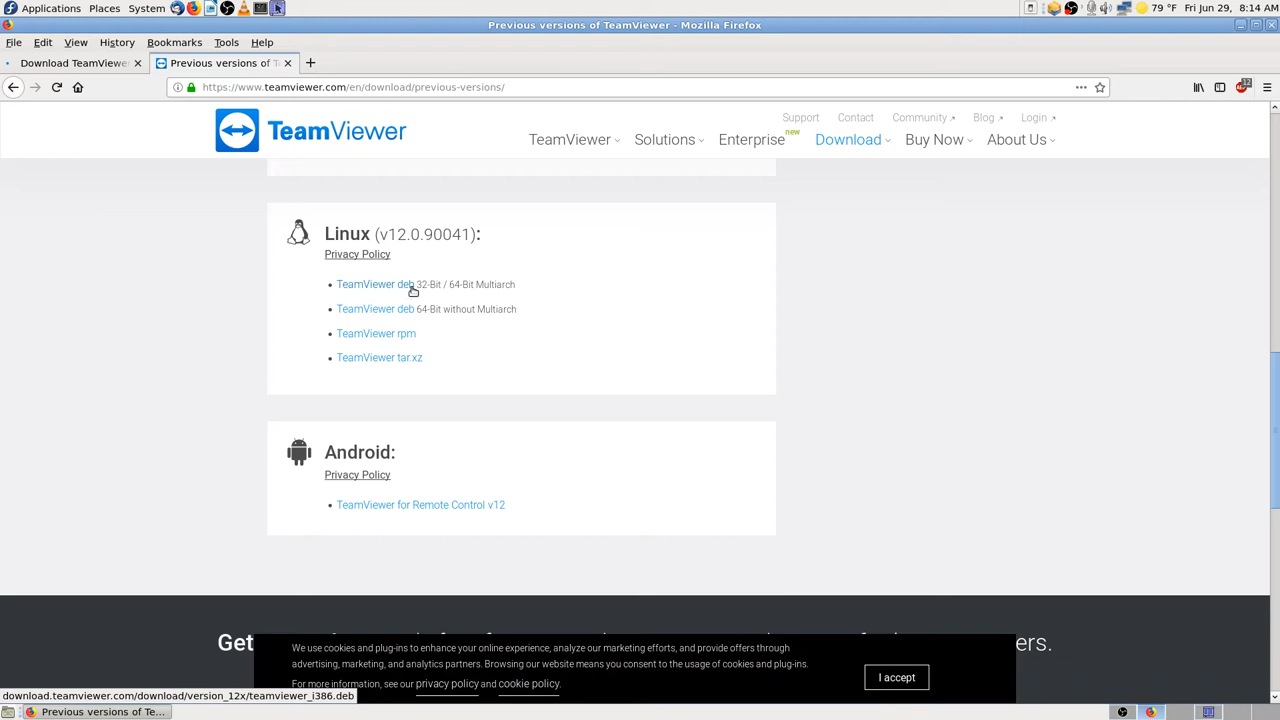 Applications Places System 79 °F Fri Jun 29, 8:14 AM
Previous versions of TeamViewer - Mozilla Firefox
File Edit View History Bookmarks Tools Help
Download TeamViewe Previous versions of T
https://www.teamviewer.com/en/download/previous-versions/
32
Support Contact Community Blog Login
TeamViewer
TeamViewer Solutions Enterprise new Download Buy Now About Us
Linux (v12.0.90041):
Privacy Policy
TeamViewer deb 32-Bit / 64-Bit Multiarch
TeamViewer deb 64-Bit without Multiarch
TeamViewer rpm
TeamViewer tar.xz
Android:
Privacy Policy
TeamViewer for Remote Control v12
Get ers.
We use cookies and plug-ins to enhance your online experience, analyze our marketing efforts, and provide offers through
advertising, marketing, and analytics partners. Browsing our website means you consent to the usage of cookies and plug-ins.
For more information, see our privacy policy and cookie policy.
I accept
download.teamviewer.com/download/version_12x/teamviewer_i386.deb
Previous versions of Te...